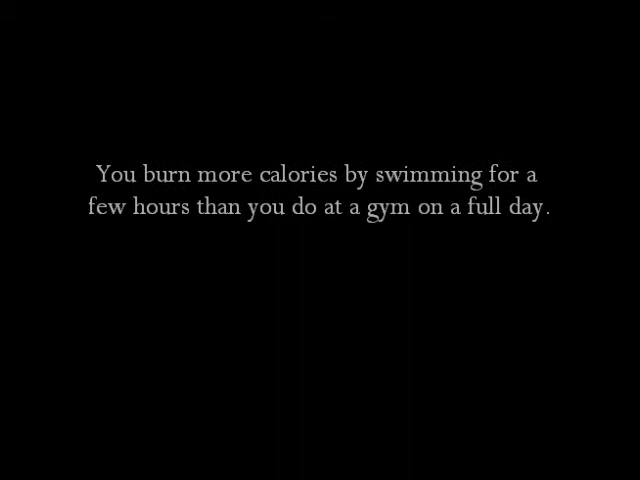 You burn more calories by swimming for a
few hours than you do at a gym on a full day.